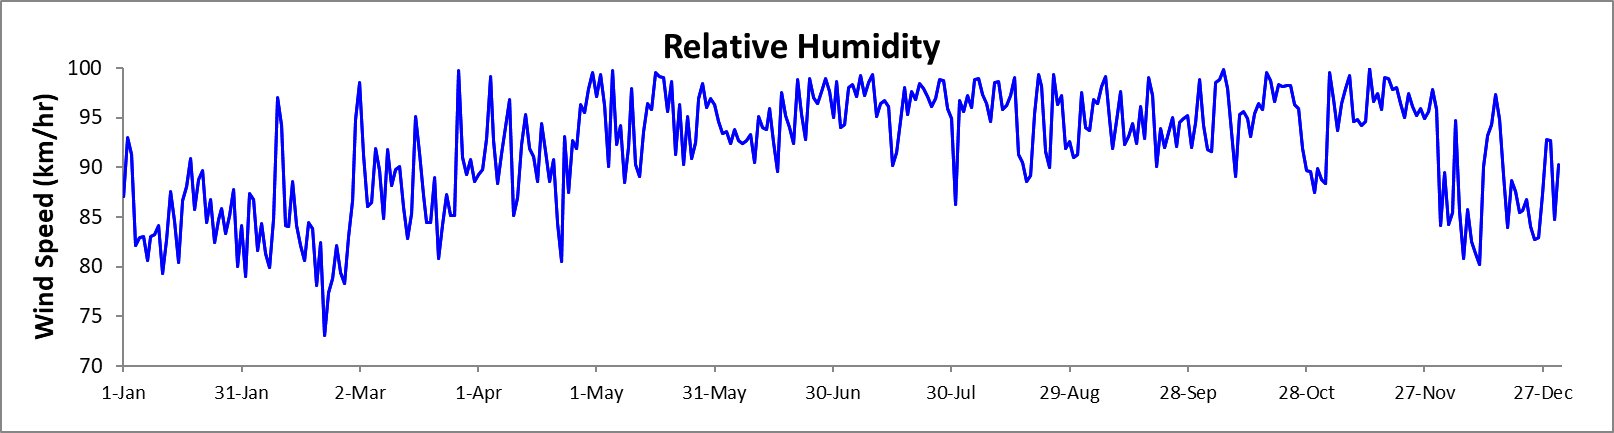 Relative Humidity
Wind Speed (km/hr)
100
95
90
85
80
75
70
1-Jan 31-Jan 2-Mar 1-Apr 1-May 31-May 30-Jun 30-Jul 29-Aug 28-Sep 28-Oct 27-Nov 27-Dec